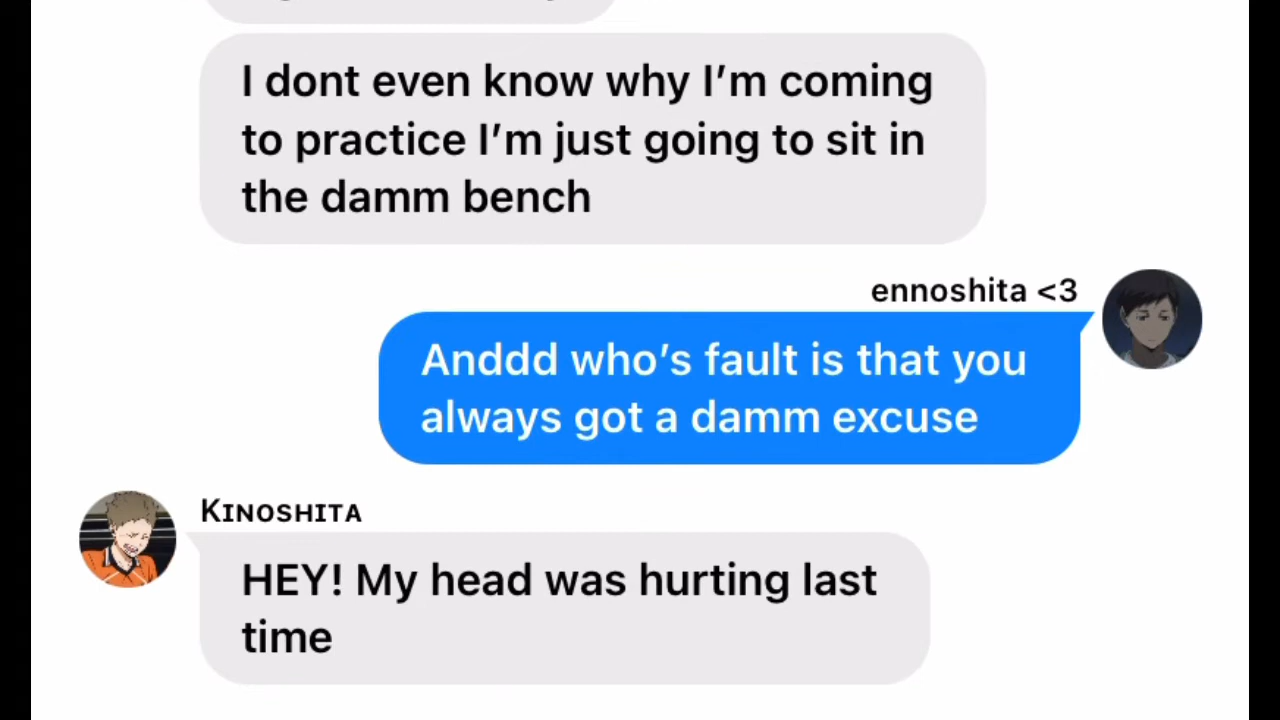 I dont even know why I’m coming
to practice I’m just going to sit in
the damm bench
ennoshita <3
Anddd who’s fault is that you
always got a damm excuse
Kɪɴᴏsʜɪᴛᴀ
HEY! My head was hurting last
time